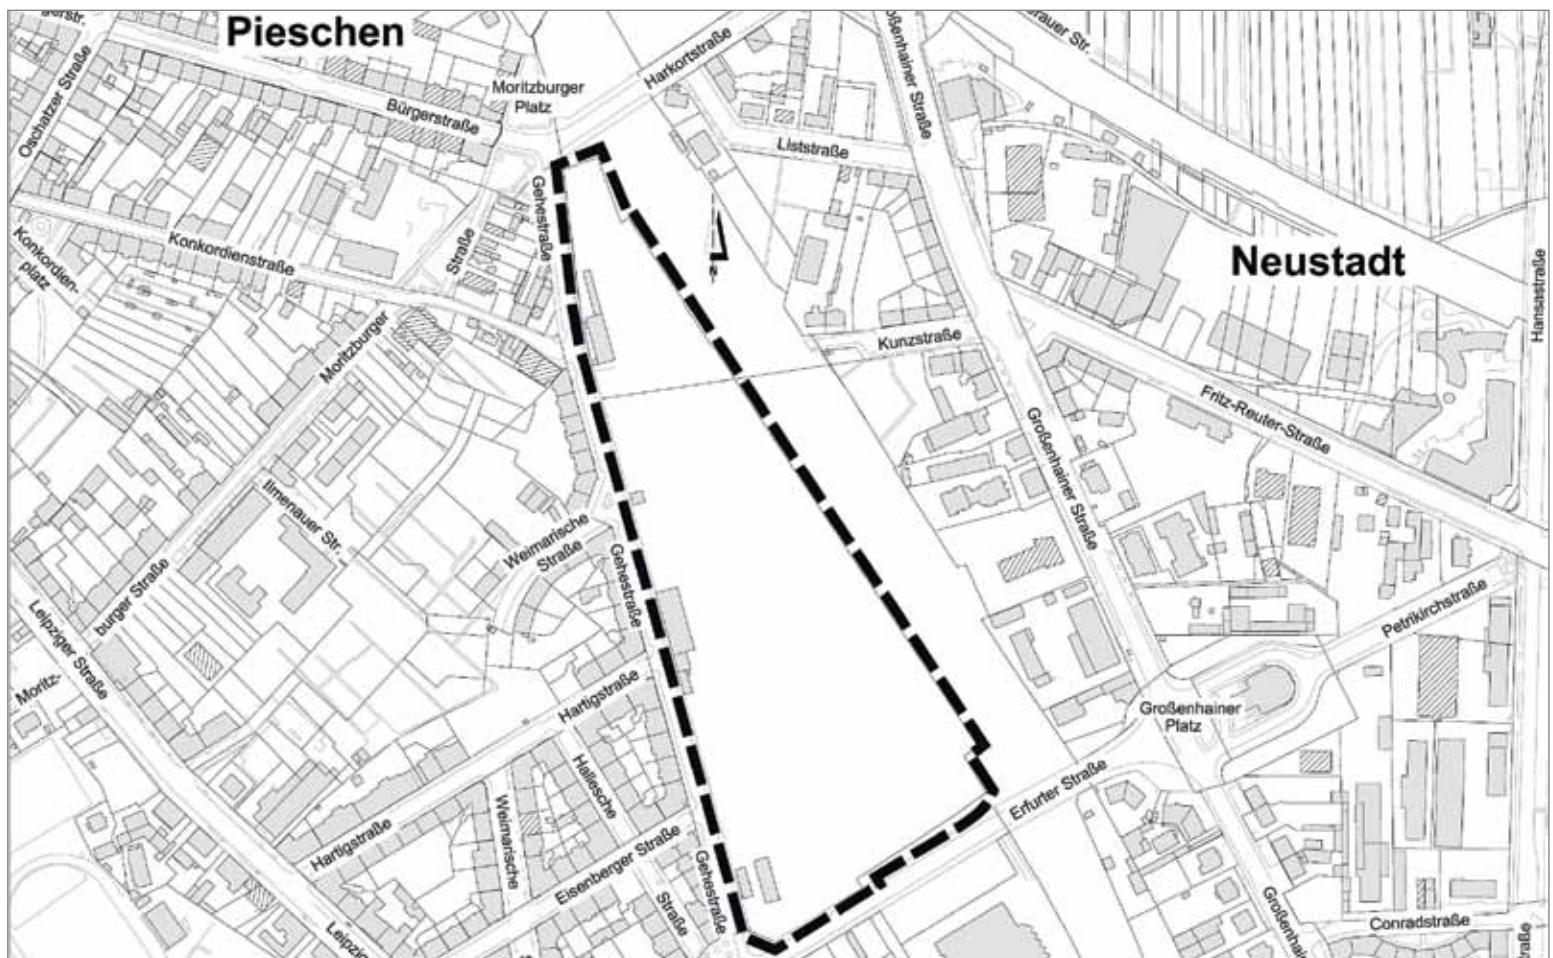 Pieschen
Harkortstraße
Moritzburger
Platz
Bürgerstraße
Oschatzer Straße
Großenhainer Straße
Liststraße
Gehestraße
Konkordienstraße
Konkordien-
platz
Straße
Moritzburger
Neustadt
Hansastraße
Kunzstraße
Fritz-Reuter-Straße
Großenhainer Straße
Ilmenauer Str.
Weimarische
Straße
Gehestraße
burger Straße
Leipziger Straße
Moritz-
Petrikirchstraße
Hartigstraße
Großenhainer
Platz
Hallesche
Erfurter Straße
Weimarische
Hartigstraße
Eisenberger Straße
Gehestraße
Straße
Conradstraße